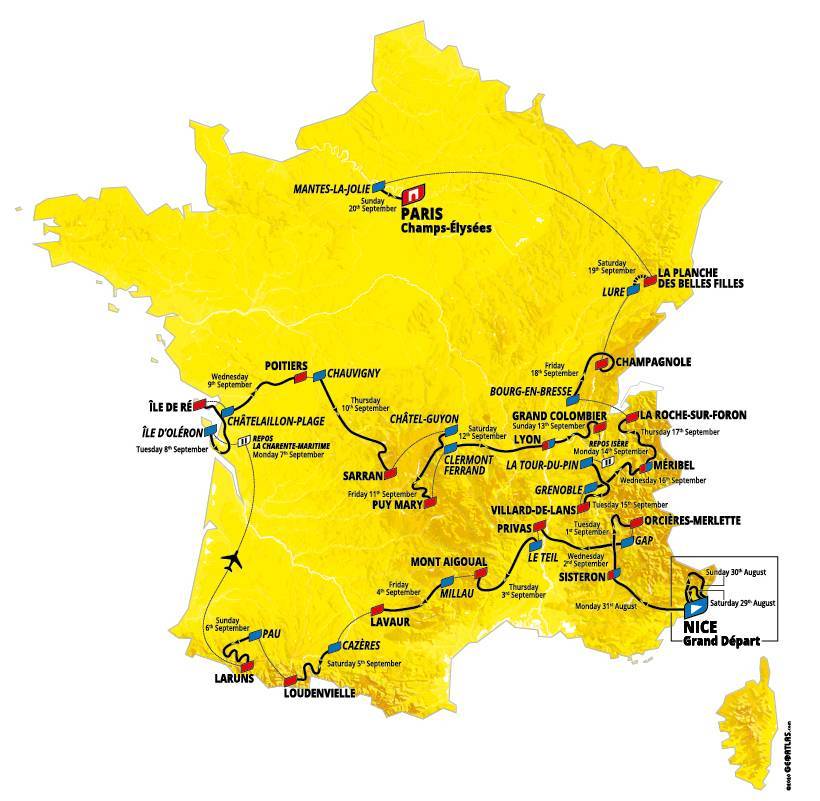 MANTES-LA-JOLIE
Sunday
20th September
PARIS
Champs-Élysées
Saturday
19th September
LA PLANCHE
DES BELLES FILLES
LURE
Friday
18th September
CHAMPAGNOLE
BOURG-EN-BRESSE
POITIERS
CHAUVIGNY
Wednesday
9th September
ÎLE DE RÉ
CHÂTELAILLON-PLAGE
ÎLE D'OLÉRON
Tuesday 8th September
REPOS
LA CHARENTE-MARITIME
Monday 7th September
Thursday
10th September
CHÂTEL-GUYON
Saturday
12th September
CLERMONT
FERRAND
SARRAN
Friday 11th September
PUY MARY
GRAND COLOMBIER
Sunday 13th September
LYON
LA ROCHE-SUR-FORON
Thursday 17th September
REPOS ISÈRE
Monday 14th September
LA TOUR-DU-PIN
MÉRIBEL
Wednesday 16th September
GRENOBLE
VILLARD-DE-LANS
Tuesday 15th September
PRIVAS
Tuesday
1st September
ORCIÈRES-MERLETTE
GAP
LE TEIL
Wednesday
2nd September
SISTERON
MONT AIGOUAL
MILLAU
Thursday
3rd September
Friday
4th September
LAVAUR
Monday 31st August
Sunday 30th August
Saturday 29th August
NICE
Grand Départ
Sunday
6th September
PAU
CAZÈRES
Saturday 5th September
LARUNS
LOUDENVIELLE
©2020 GEOATLAS.com